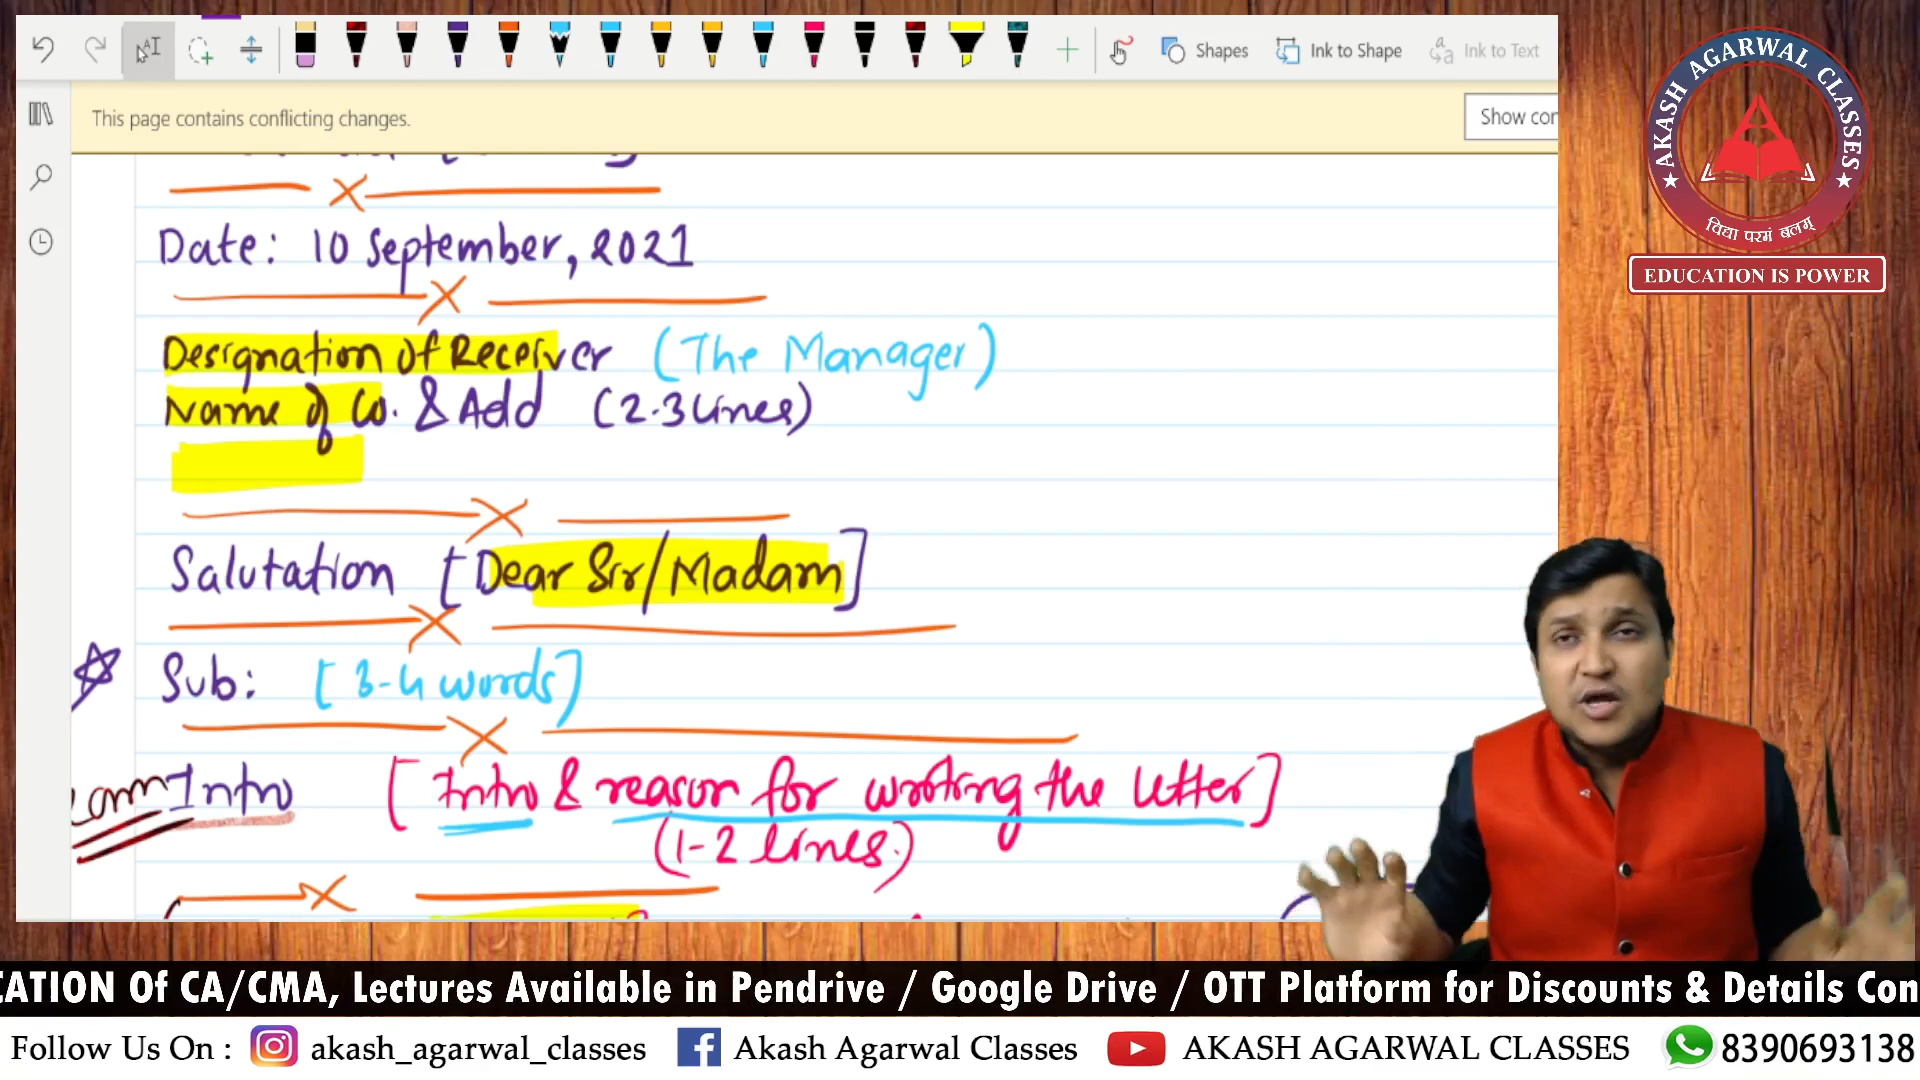 Shapes Ink to Shape Ink to Text
This page contains conflicting changes.
Show con
Date: 10 September, 2021
Designation of Receiver (The Manager)
Name of Co. & Add (2-3 lines)
Salutation [Dear Sir/Madam]
Sub: [3-4 words]
Intro [Intro & reason for writing the letter]
(1-2 lines.)
AKASH AGARWAL CLASSES
विद्या परमं बलम्
EDUCATION IS POWER
CATION Of CA/CMA, Lectures Available in Pendrive / Google Drive / OTT Platform for Discounts & Details Con
Follow Us On : akash_agarwal_classes Akash Agarwal Classes AKASH AGARWAL CLASSES 8390693138